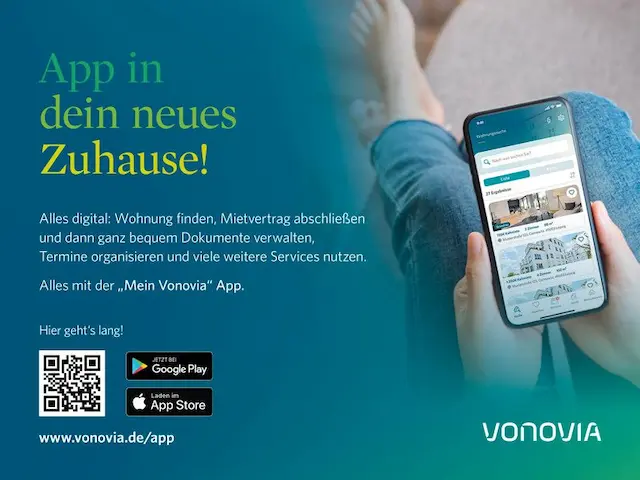 App in
dein neues
Zuhause!
Alles digital: Wohnung finden, Mietvertrag abschließen
und dann ganz bequem Dokumente verwalten,
Termine organisieren und viele weitere Services nutzen.
Alles mit der „Mein Vonovia“ App.
Hier geht's lang!
JETZT BEI
Google Play
Laden im
App Store
www.vonovia.de/app
VONOVIA
Liste